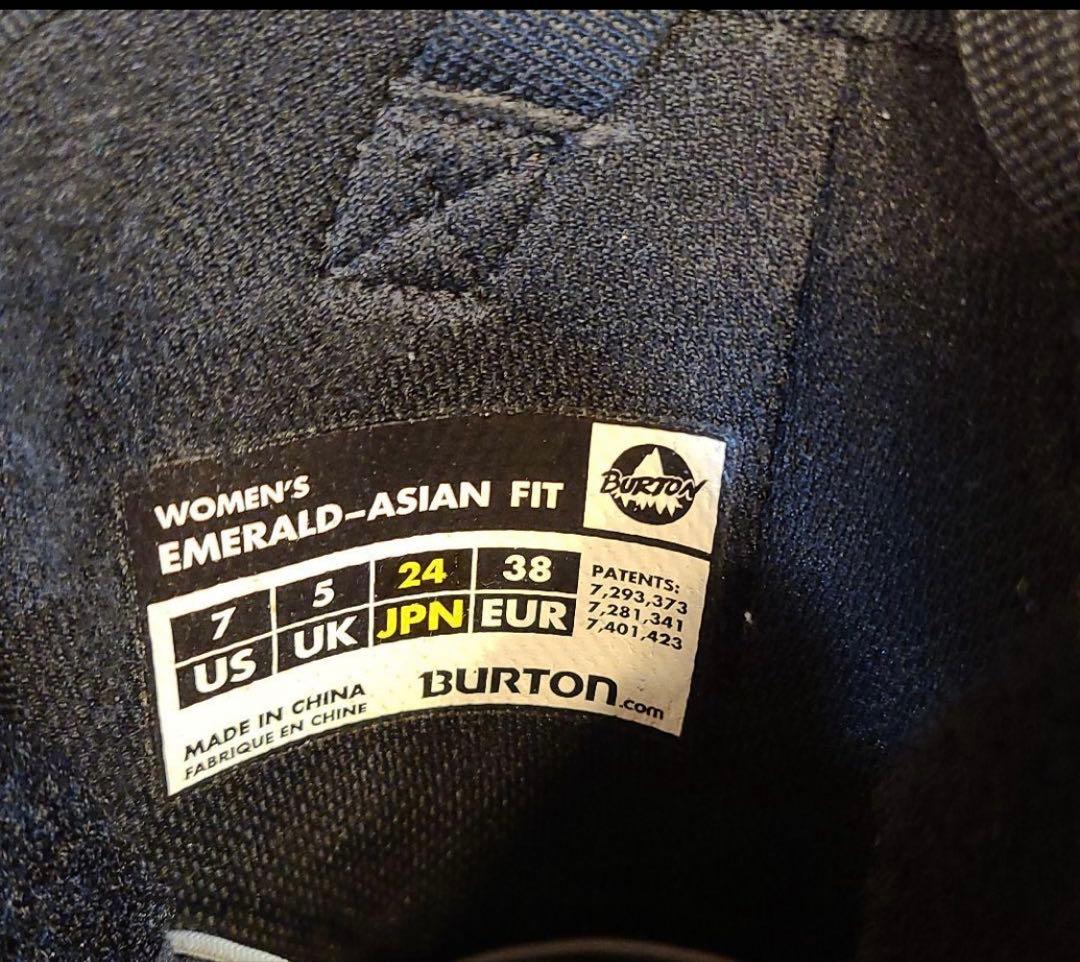 WOMEN'S
EMERALD-ASIAN FIT
BURTON
7 5 24 38
US UK JPN EUR
PATENTS:
7,293,373
7,281,341
7,401,423
MADE IN CHINA
FABRIQUE EN CHINE
BURTON.com